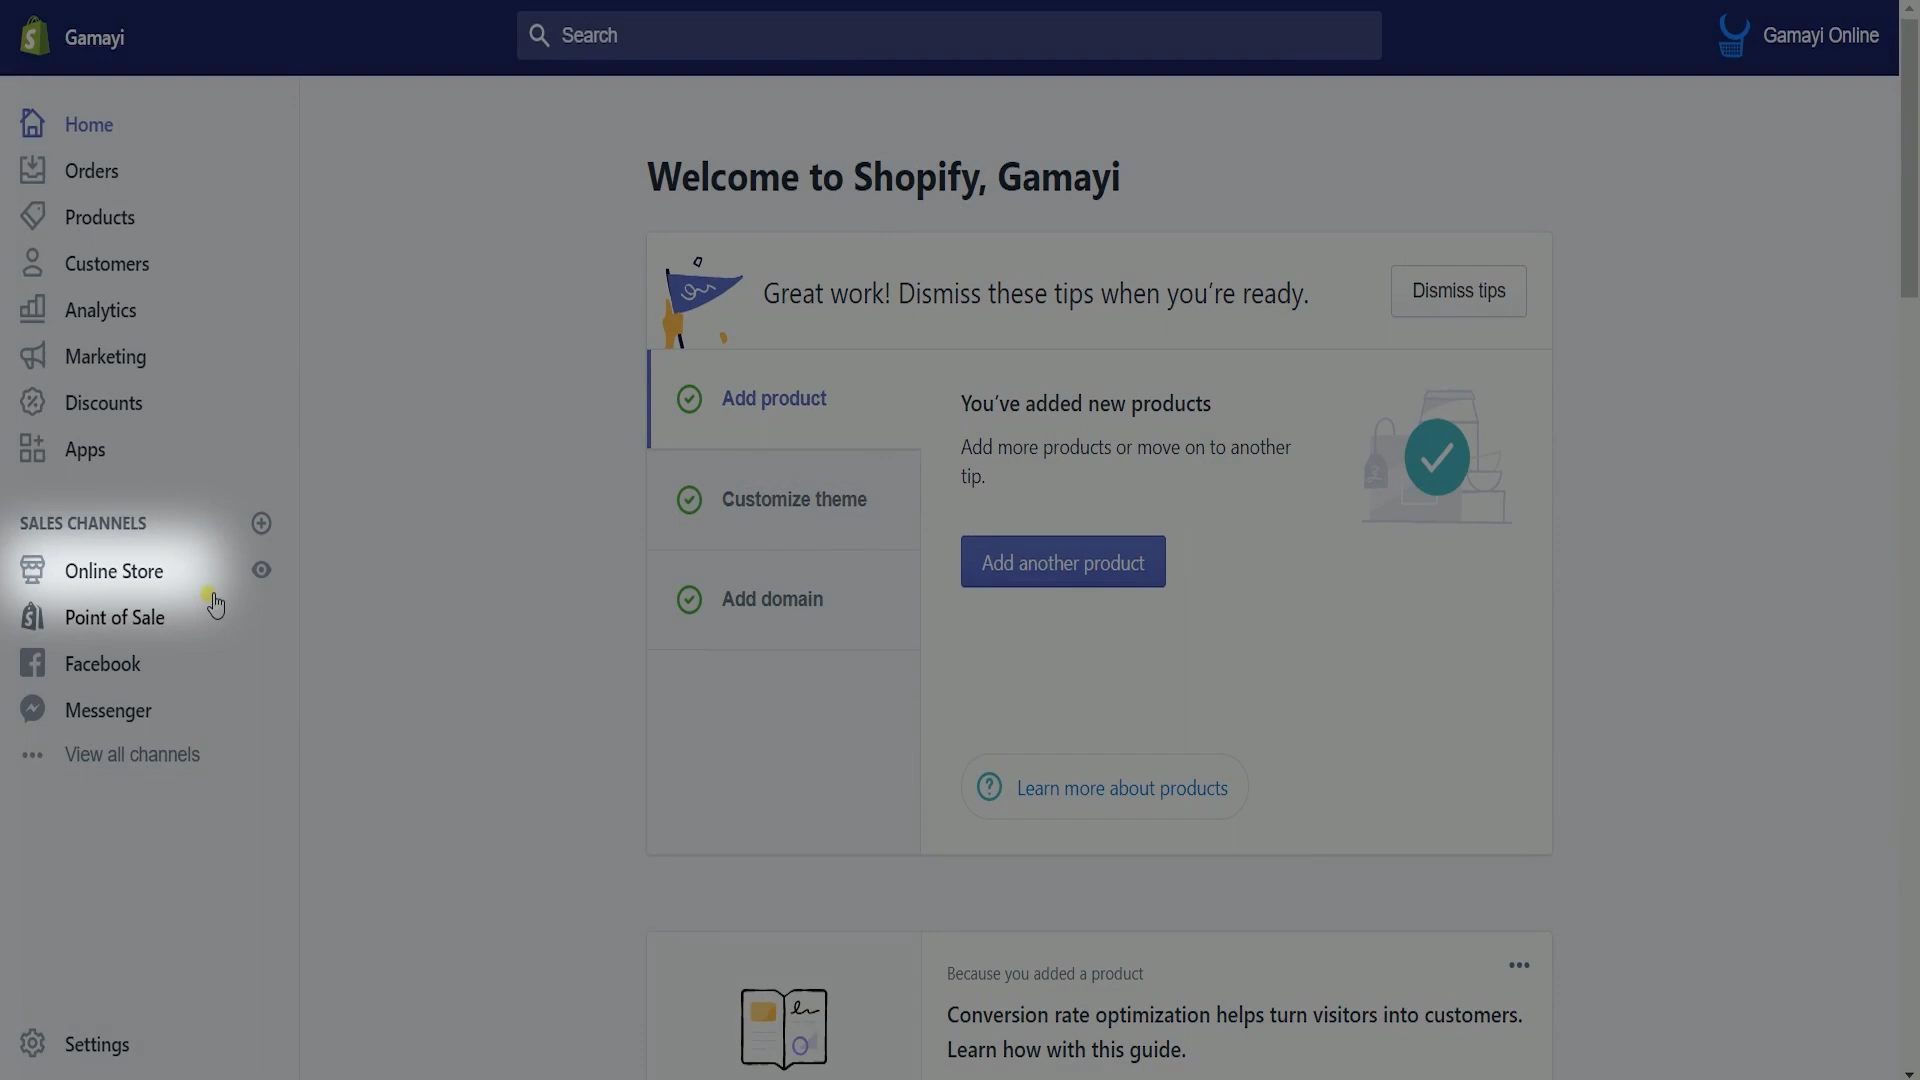 Gamayi
Search
Gamayi Online
Home
Orders
Products
Customers
Analytics
Marketing
Discounts
Apps
SALES CHANNELS
Online Store
Point of Sale
Facebook
Messenger
View all channels
Settings
Welcome to Shopify, Gamayi
Great work! Dismiss these tips when you're ready.
Dismiss tips
Add product
Customize theme
Add domain
You've added new products
Add more products or move on to another
tip.
Add another product
Learn more about products
Because you added a product
Conversion rate optimization helps turn visitors into customers.
Learn how with this guide.